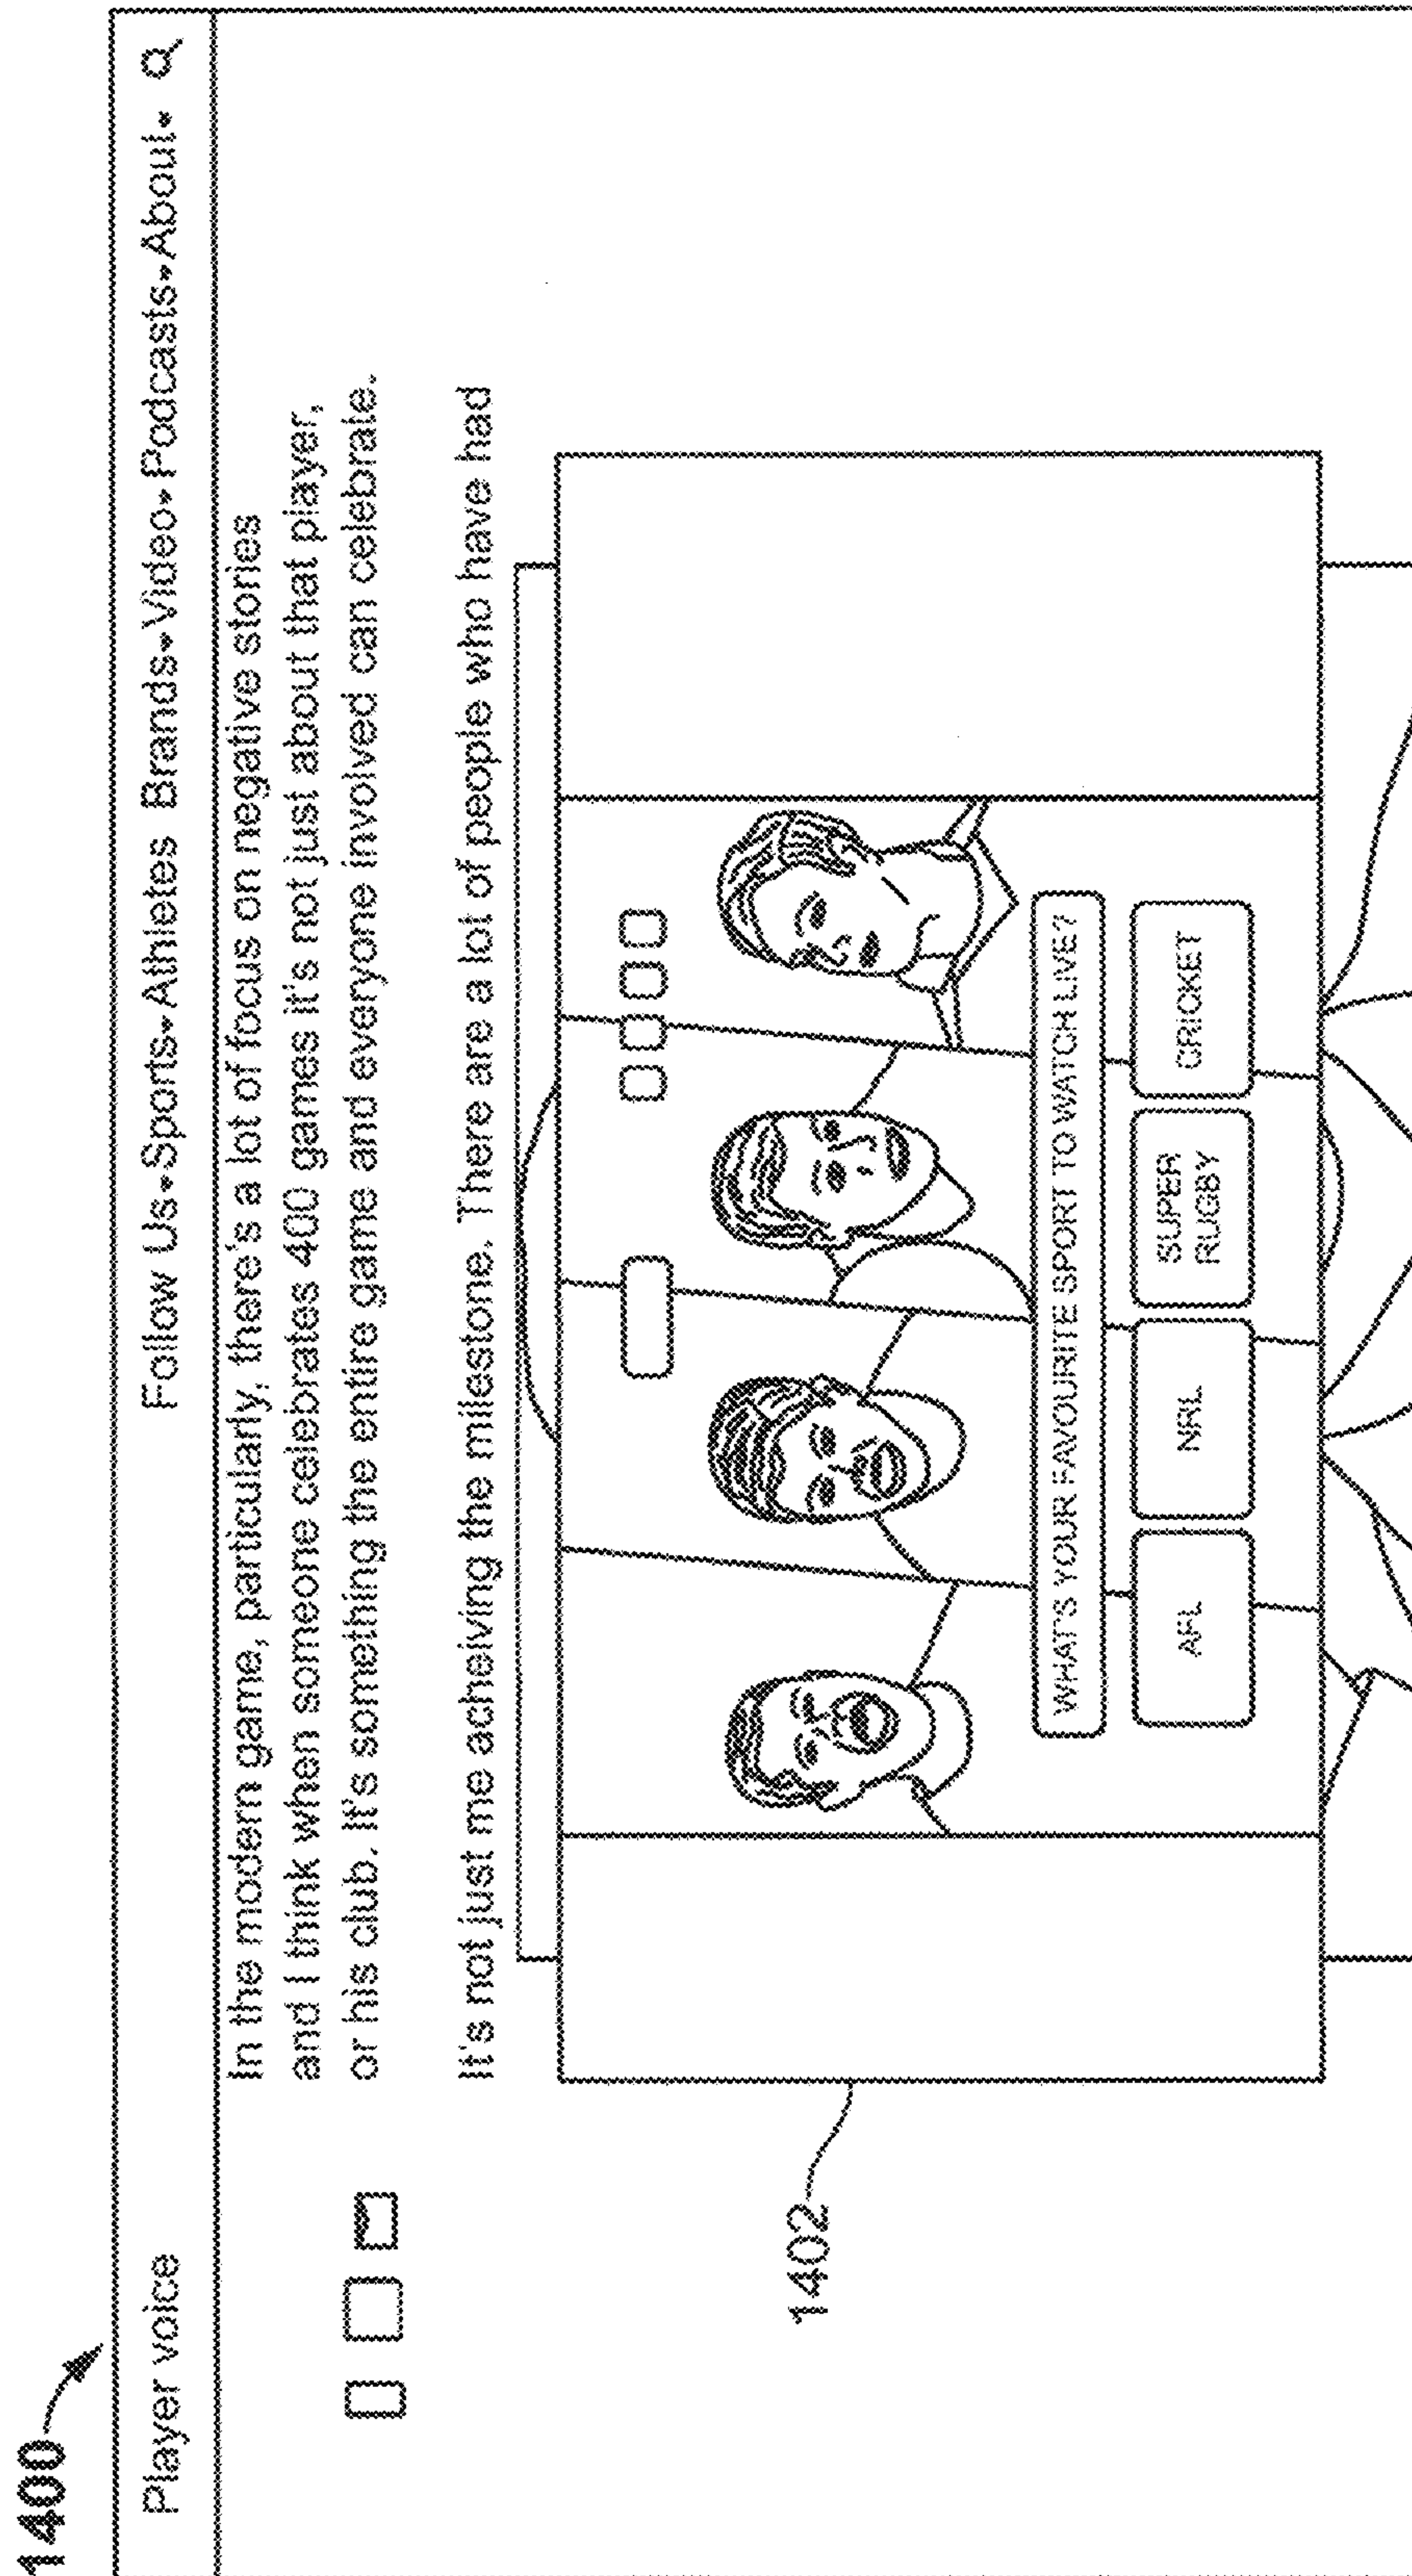 1400
Player voice Follow Us Sports Athletes Brands Video Podcasts About
In the modern game, particularly, there's a lot of focus on negative stories
and I think when someone celebrates 400 games it's not just about that player,
or his club. It's something the entire game and everyone involved can celebrate.
It's not just me acheiving the milestone. There are a lot of people who have had
1402
WHAT'S YOUR FAVOURITE SPORT TO WATCH LIVE?
AFL
NRL
SUPER
RUGBY
CRICKET